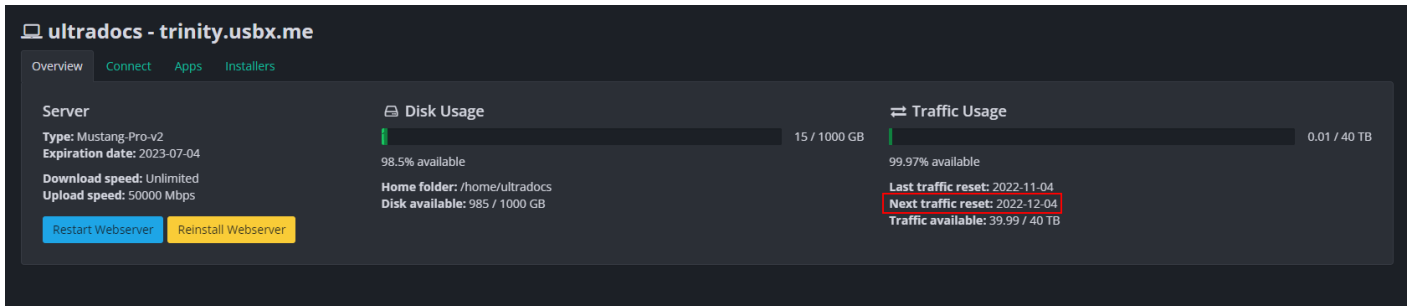 ultradocs - trinity.usbx.me
Overview Connect Apps Installers
Server
Type: Mustang-Pro-v2
Expiration date: 2023-07-04
Download speed: Unlimited
Upload speed: 50000 Mbps
Restart Webserver Reinstall Webserver
Disk Usage
15 / 1000 GB
98.5% available
Home folder: /home/ultradocs
Disk available: 985 / 1000 GB
Traffic Usage
0.01 / 40 TB
99.97% available
Last traffic reset: 2022-11-04
Next traffic reset: 2022-12-04
Traffic available: 39.99 / 40 TB